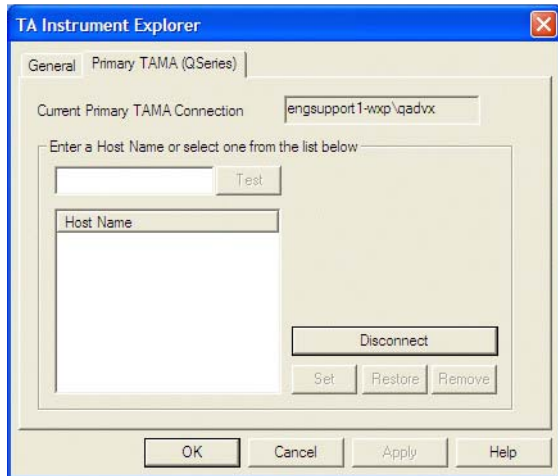 TA Instrument Explorer
General Primary TAMA (QSeries)
Current Primary TAMA Connection engsupport1-wxp\qadvx
Enter a Host Name or select one from the list below
Test
Host Name
Disconnect
Set Restore Remove
OK Cancel Apply Help